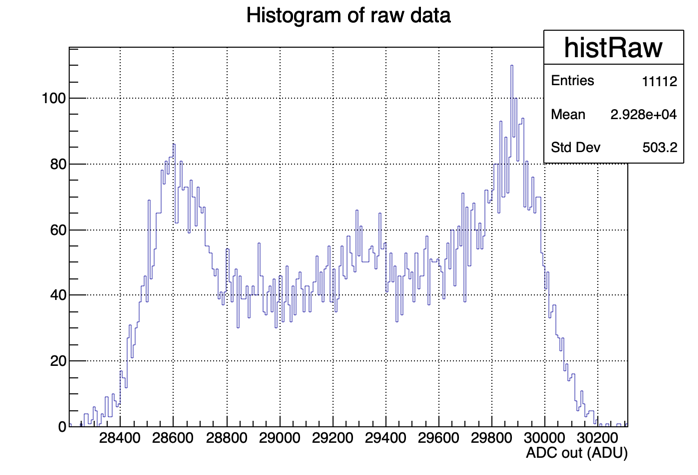 Histogram of raw data
histRaw
Entries 11112
Mean 2.928e+04
Std Dev 503.2
100
80
60
40
20
0
28400 28600 28800 29000 29200 29400 29600 29800 30000 30200
ADC out (ADU)